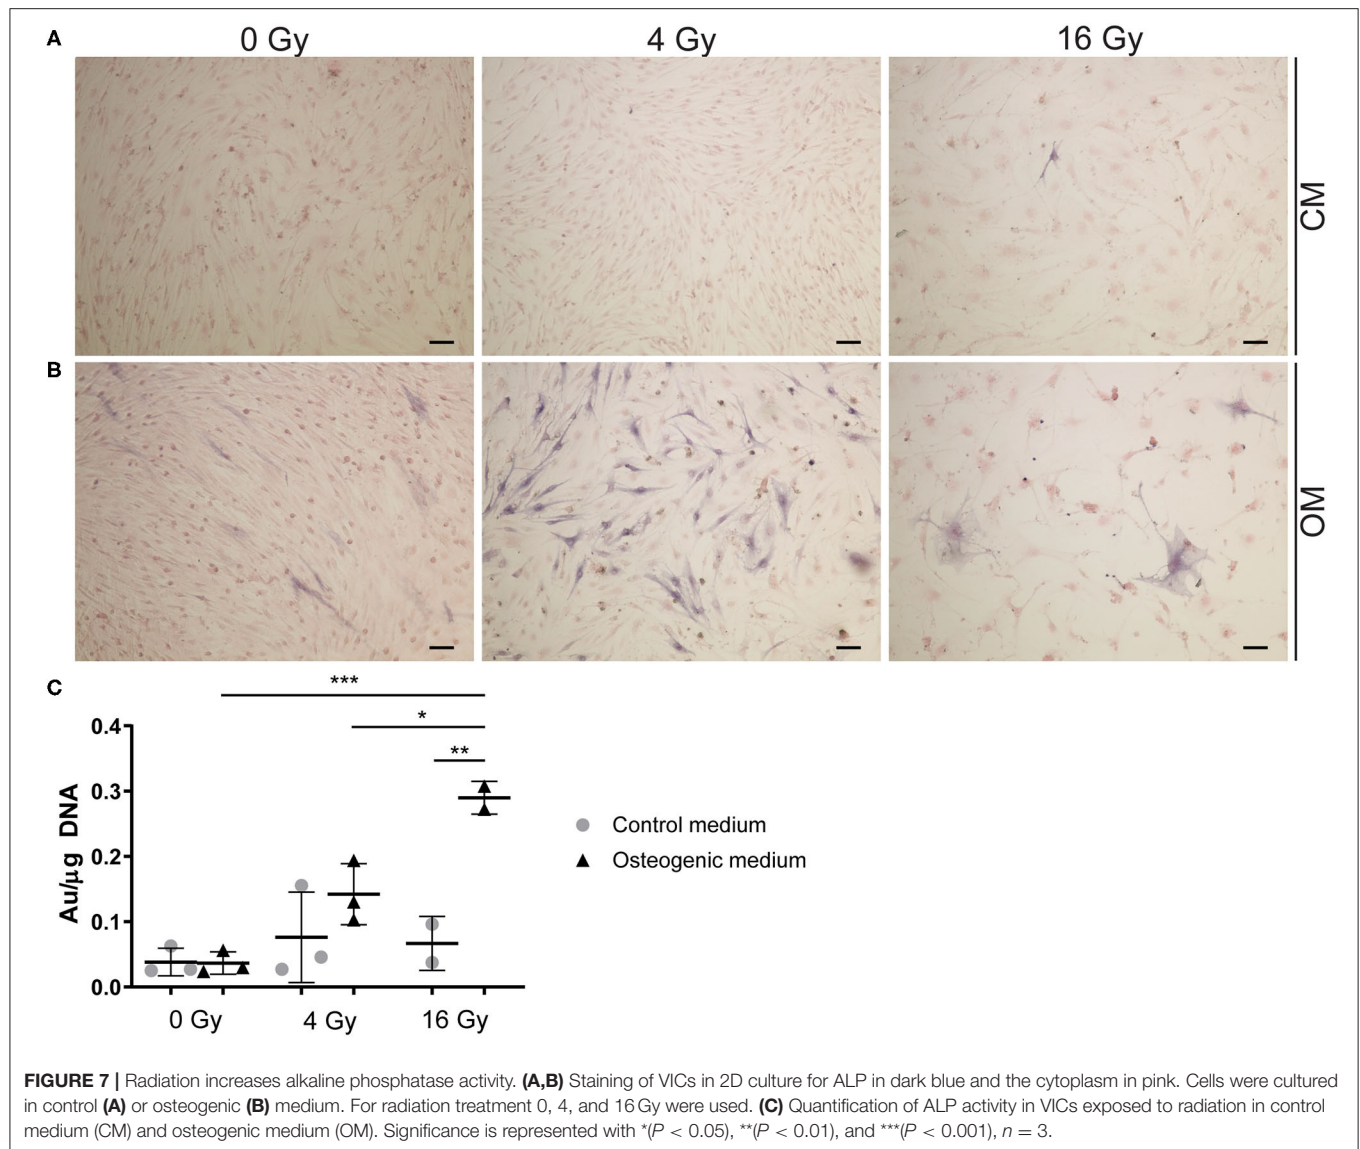 A
0 Gy 4 Gy 16 Gy
CM
B
OM
C
***
*
**
0.4
0.3
0.2
0.1
0.0
Au/µg DNA
0 Gy 4 Gy 16 Gy
Control medium
Osteogenic medium
FIGURE 7 | Radiation increases alkaline phosphatase activity. (A,B) Staining of VICs in 2D culture for ALP in dark blue and the cytoplasm in pink. Cells were cultured
in control (A) or osteogenic (B) medium. For radiation treatment 0, 4, and 16 Gy were used. (C) Quantification of ALP activity in VICs exposed to radiation in control
medium (CM) and osteogenic medium (OM). Significance is represented with *(P < 0.05), **(P < 0.01), and ***(P < 0.001), n = 3.